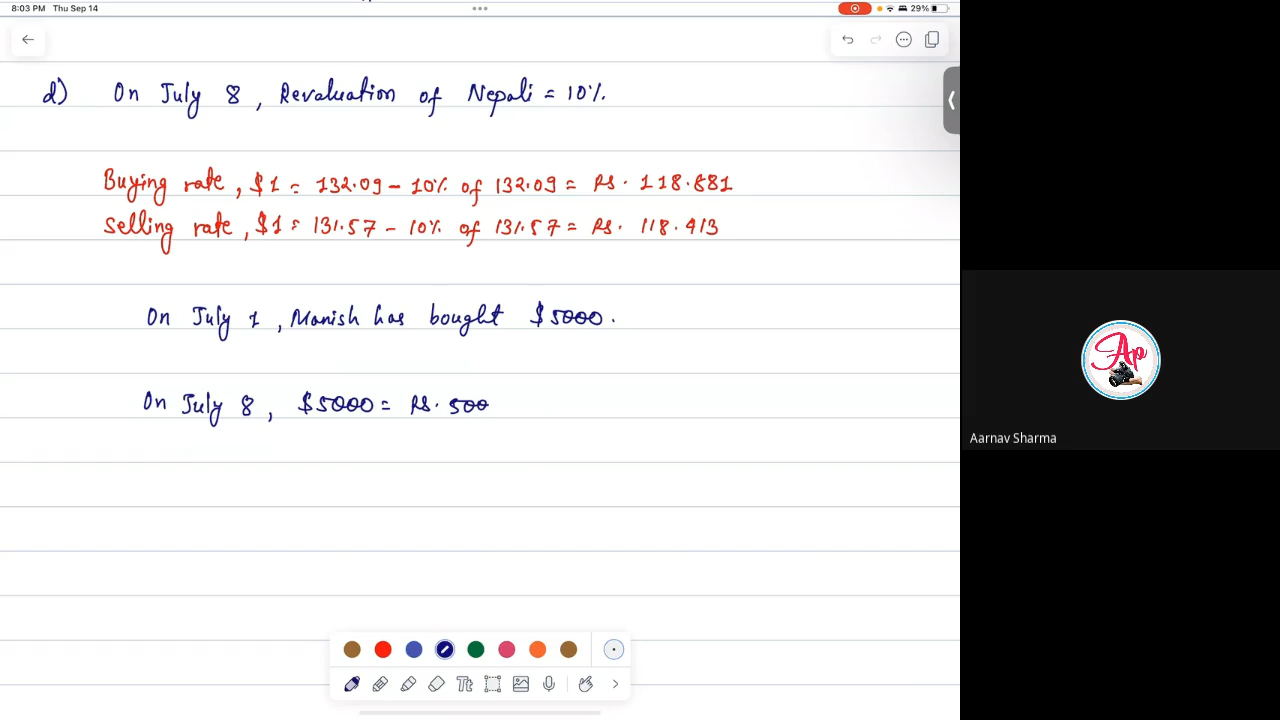 8:03 PM Thu Sep 14
29%
d) On July 8, Revaluation of Nepali = 10%.
Buying rate, $1 = 132.09 - 10% of 132.09 = Rs. 118.881
Selling rate, $1 = 131.57 - 10% of 131.57 = Rs. 118.413
On July 1, Manish has bought $5000.
On July 8, $5000 = Rs. 500
Tt
Ap
Aarnav Sharma